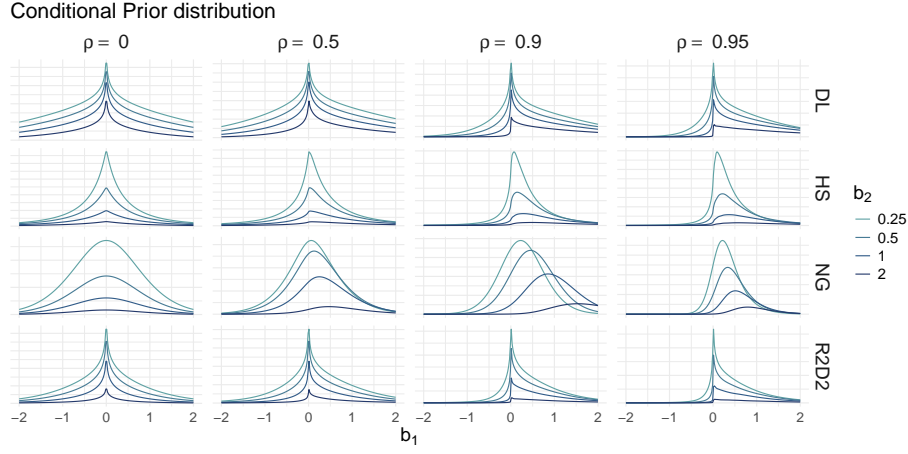 Conditional Prior distribution
ρ = 0
ρ = 0.5
ρ = 0.9
ρ = 0.95
DL
HS
NG
R2D2
b2
0.25
0.5
1
2
−2 −1 0 1 2
−2 −1 0 1 2
−2 −1 0 1 2
−2 −1 0 1 2
b1